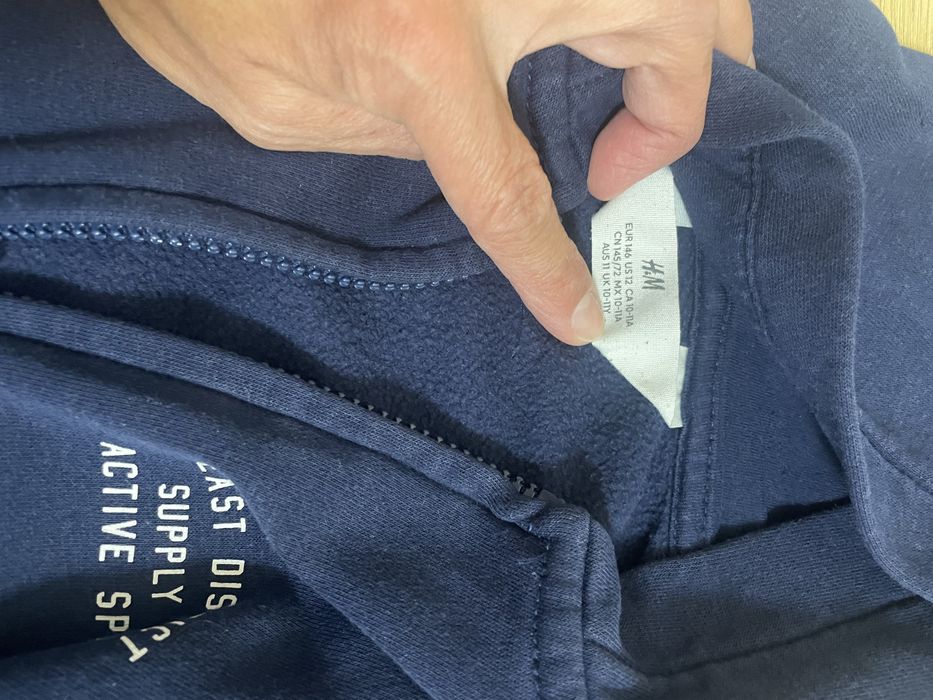 H&M
EUR 146 US 12 CA 10-11A
CN 145/72 MX 10-11A
AUS 11 UK 10-11Y
EAST DIS CT
SUPPLY
ACTIVE SP